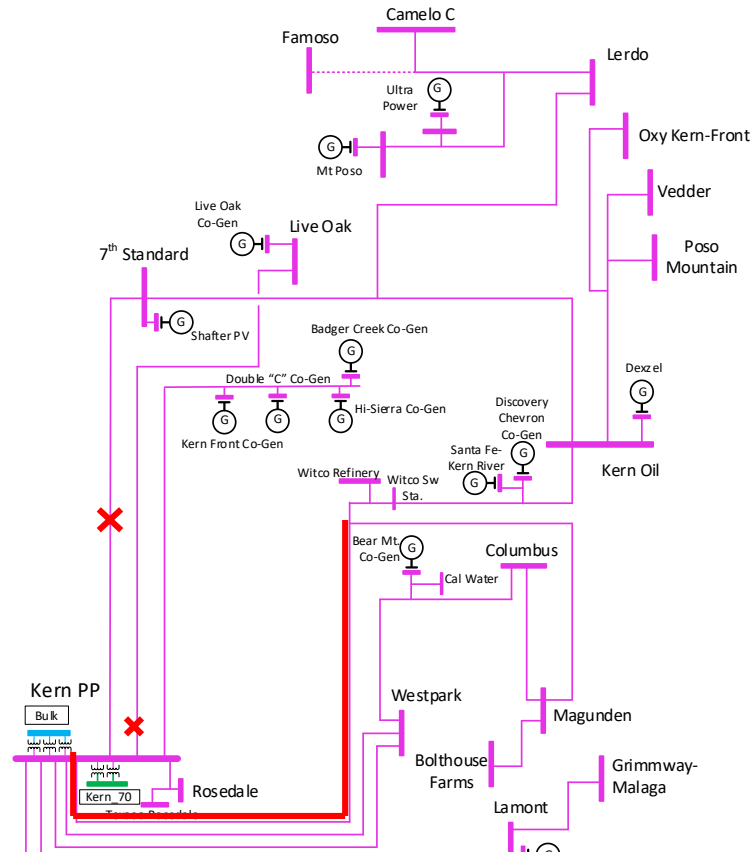 Camelo C
Famoso
Lerdo
Ultra
Power
G
Oxy Kern-Front
G
Mt Poso
Vedder
Live Oak
Co-Gen
Live Oak
G
Poso
Mountain
7th Standard
G
Shafter PV
Badger Creek Co-Gen
G
Double "C" Co-Gen
Dexzel
G
Hi-Sierra Co-Gen
G
G
G
Kern Front Co-Gen
Discovery
Chevron
Co-Gen
G
Santa Fe-
Kern River
G
Kern Oil
Witco Refinery
Witco Sw
Sta.
Bear Mt.
Co-Gen
G
Columbus
Cal Water
Kern PP
Bulk
Westpark
Magunden
Bolthouse
Farms
Grimmway-
Malaga
Kern_70
Rosedale
Lamont
G